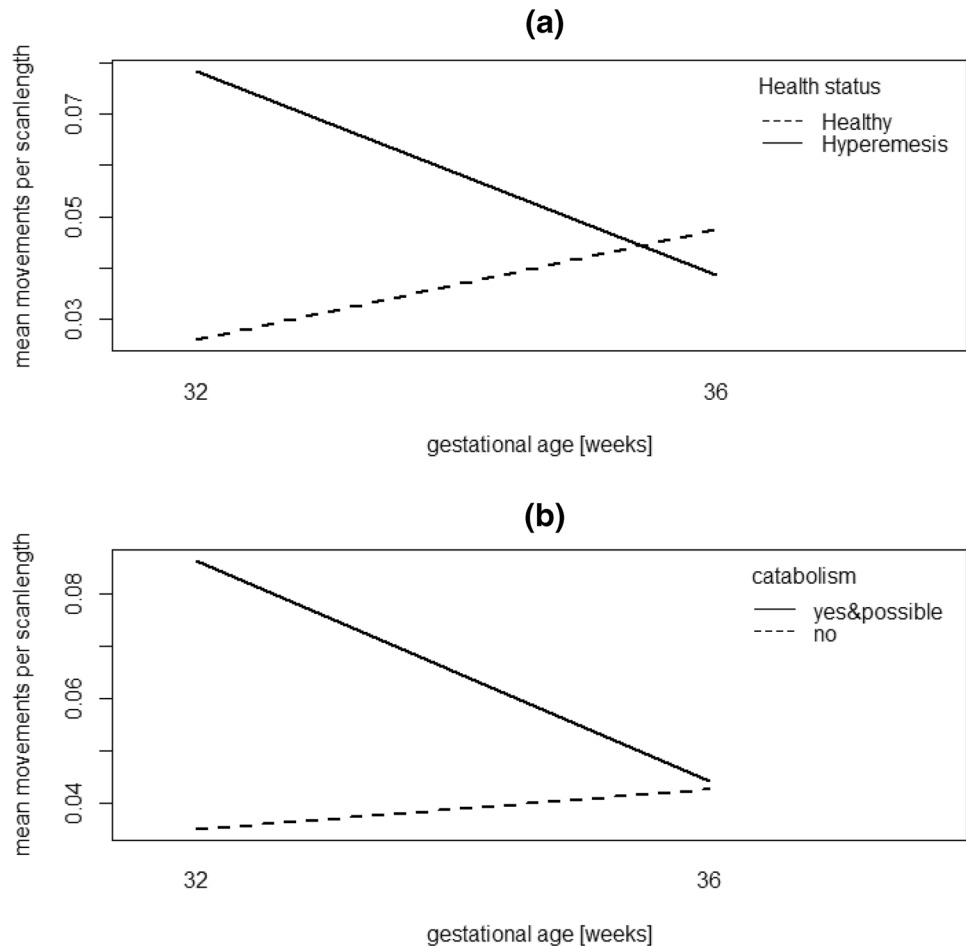 (a)
mean movements per scanlength
0.07
0.05
0.03
Health status
Healthy
Hyperemesis
32
36
gestational age [weeks]
(b)
mean movements per scanlength
0.08
0.06
0.04
catabolism
yes&possible
no
32
36
gestational age [weeks]